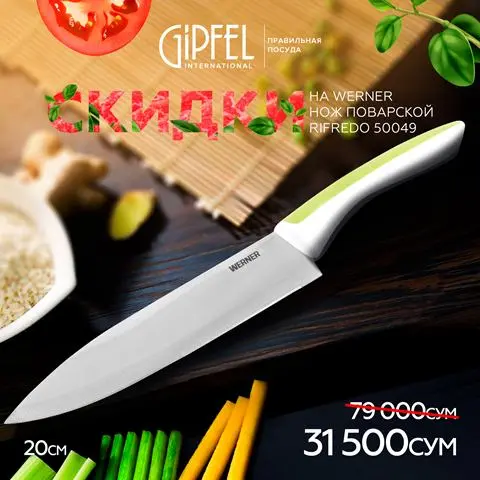 GIPFEL
INTERNATIONAL
ПРАВИЛЬНАЯ
ПОСУДА
СКИДКИ
НА WERNER
НОЖ ПОВАРСКОЙ
RIFREDO 50049
WERNER
79 000СУМ
31 500СУМ
20СМ